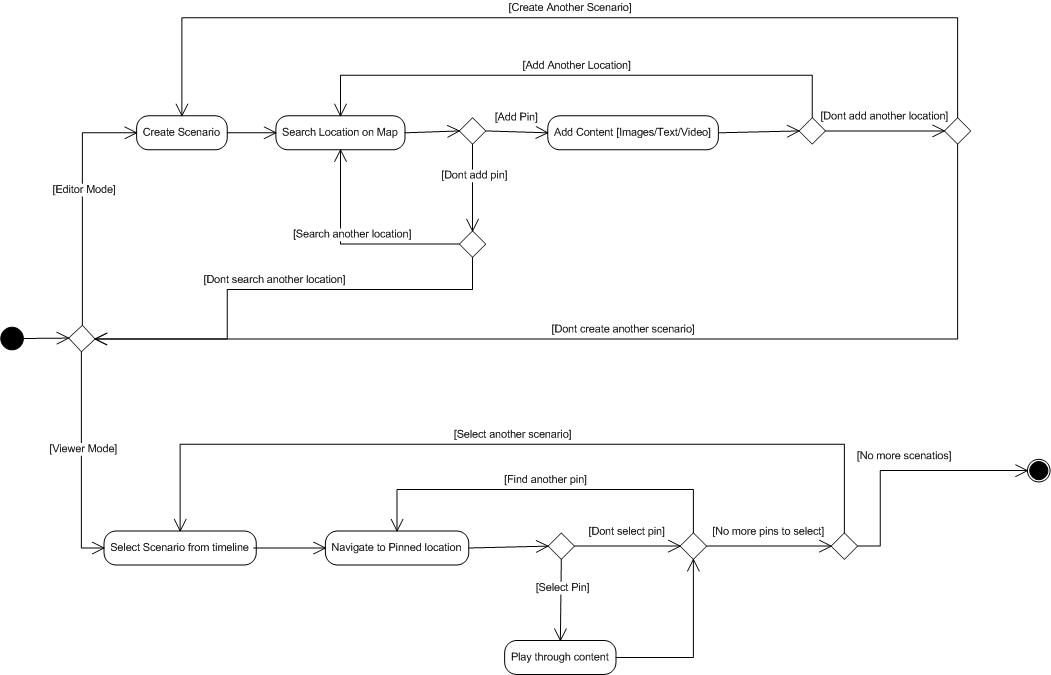 [Create Another Scenario]
[Add Another Location]
[Add Pin]
[Dont add another location]
Create Scenario
Search Location on Map
Add Content [Images/Text/Video]
[Dont add pin]
[Editor Mode]
[Search another location]
[Dont search another location]
[Dont create another scenario]
[Select another scenario]
[Viewer Mode]
[No more scenatios]
[Find another pin]
[Dont select pin]
[No more pins to select]
Select Scenario from timeline
Navigate to Pinned location
[Select Pin]
Play through content